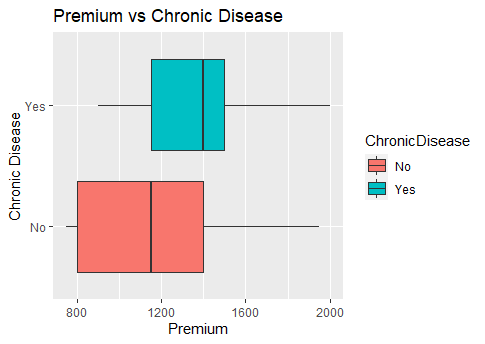 Premium vs Chronic Disease
Chronic Disease
Yes
No
800
1200
1600
2000
Premium
ChronicDisease
No
Yes